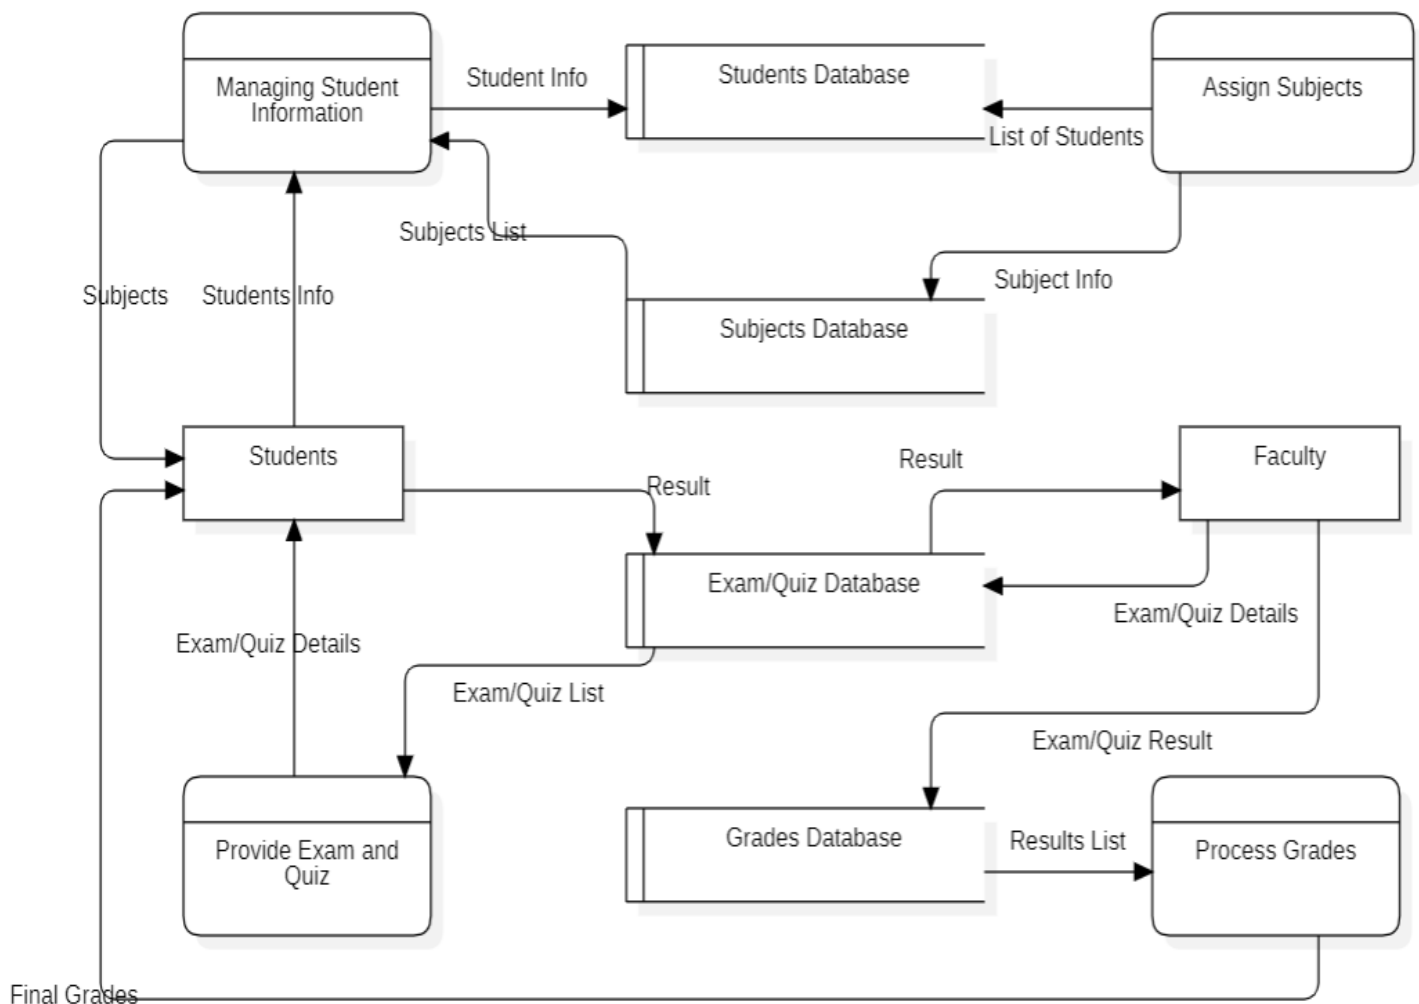 Managing Student
Information
Student Info
Students Database
Assign Subjects
List of Students
Subjects List
Subject Info
Subjects
Students Info
Subjects Database
Students
Result
Result
Faculty
Exam/Quiz Database
Exam/Quiz Details
Exam/Quiz Details
Exam/Quiz List
Exam/Quiz Result
Provide Exam and
Quiz
Grades Database
Results List
Process Grades
Final Grades